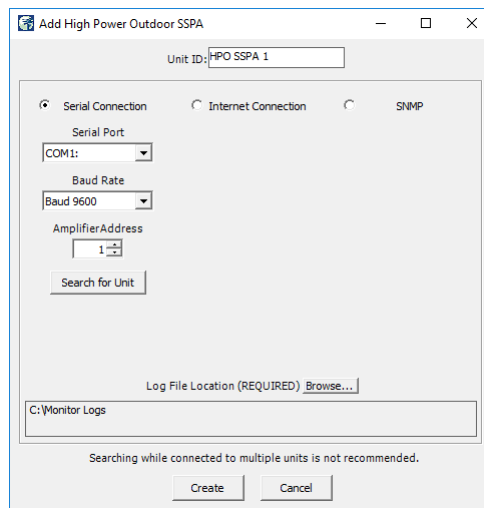 Add High Power Outdoor SSPA
Unit ID: HPO SSPA 1
Serial Connection Internet Connection SNMP
Serial Port
COM1:
Baud Rate
Baud 9600
AmplifierAddress
1
Search for Unit
Log File Location (REQUIRED) Browse...
C:\Monitor Logs
Searching while connected to multiple units is not recommended.
Create Cancel